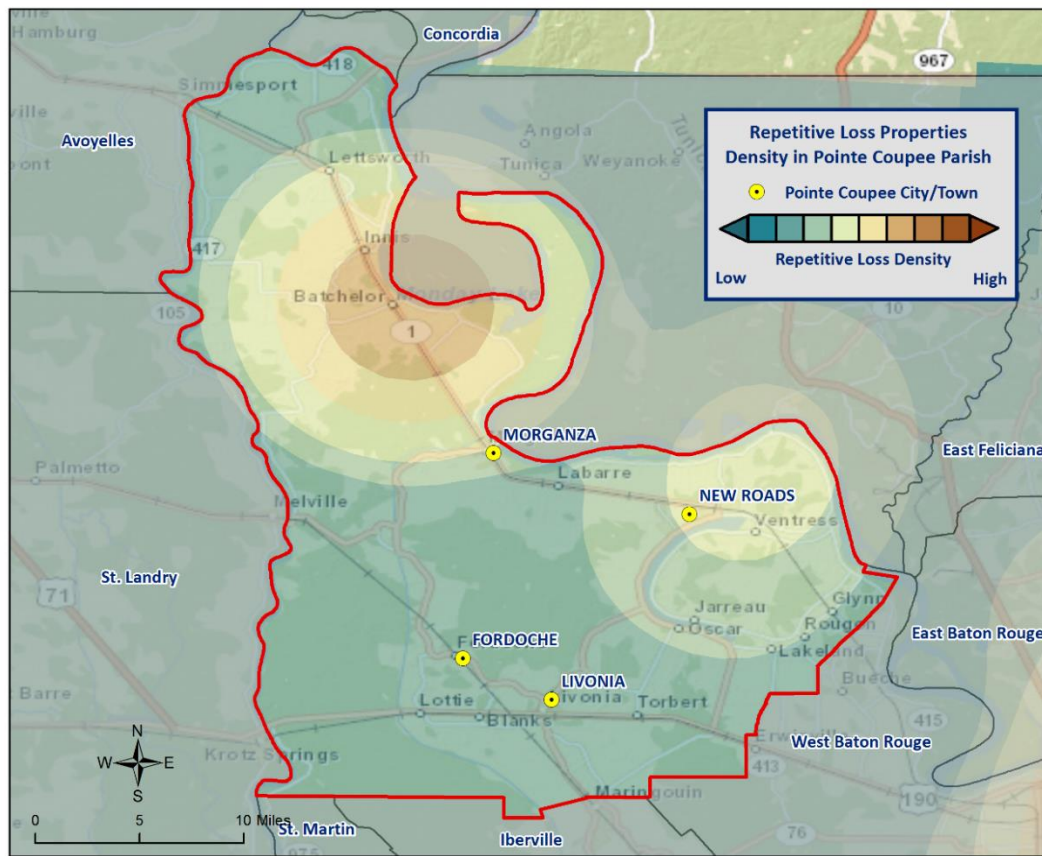 Hamburg
Concordia
967
418
Simmesport
Avoyelles
Angola
Tunica
Weyanoke
Lettsworth
Repetitive Loss Properties
Density in Pointe Coupee Parish
Pointe Coupee City/Town
Repetitive Loss Density
Low
High
417
Innis
Batchelor
105
10
1
MORGANZA
Palmetto
Labarre
East Feliciana
Melville
NEW ROADS
Ventress
St. Landry
71
Jarreau
Oscar
Glynn
Rougon
East Baton Rouge
Lakeland
FORDOCHE
LIVONIA
Livonia
Bueche
Lottie
Blanks
Torbert
415
West Baton Rouge
Krotz Springs
413
N
W
E
S
Maringouin
190
0
5
10 Miles
St. Martin
Iberville
76
975